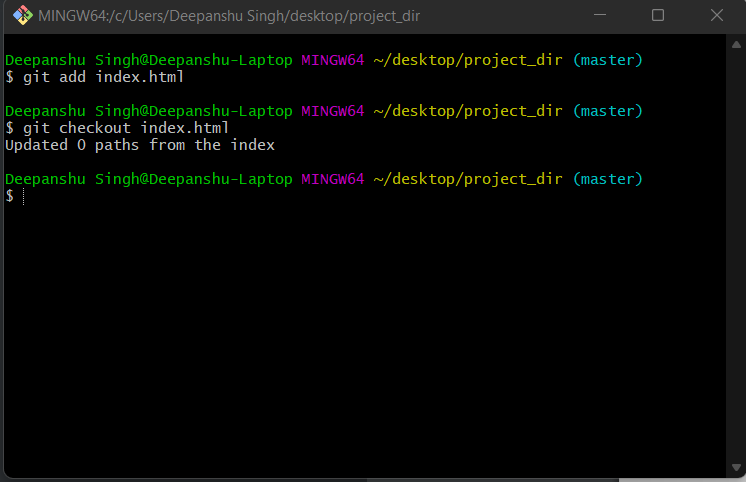 MINGW64:/c/Users/Deepanshu Singh/desktop/project_dir
Deepanshu Singh@Deepanshu-Laptop MINGW64 ~/desktop/project_dir (master)
$ git add index.html
Deepanshu Singh@Deepanshu-Laptop MINGW64 ~/desktop/project_dir (master)
$ git checkout index.html
Updated 0 paths from the index
Deepanshu Singh@Deepanshu-Laptop MINGW64 ~/desktop/project_dir (master)
$